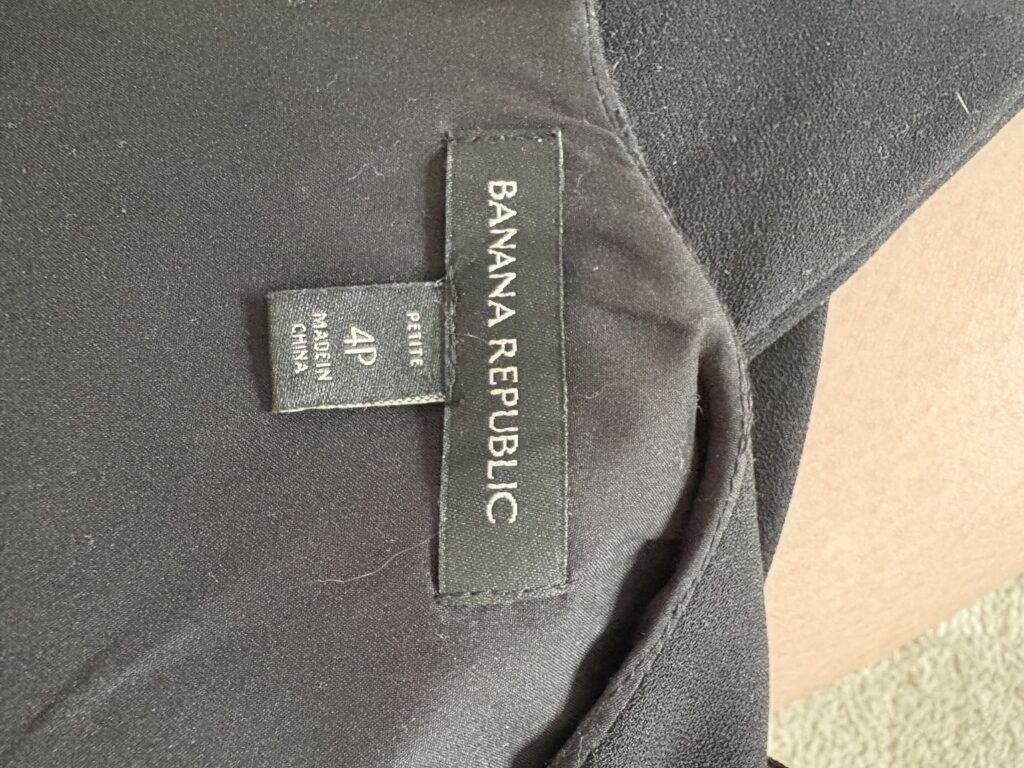 BANANA REPUBLIC
PETITE
4P
MADE IN
CHINA